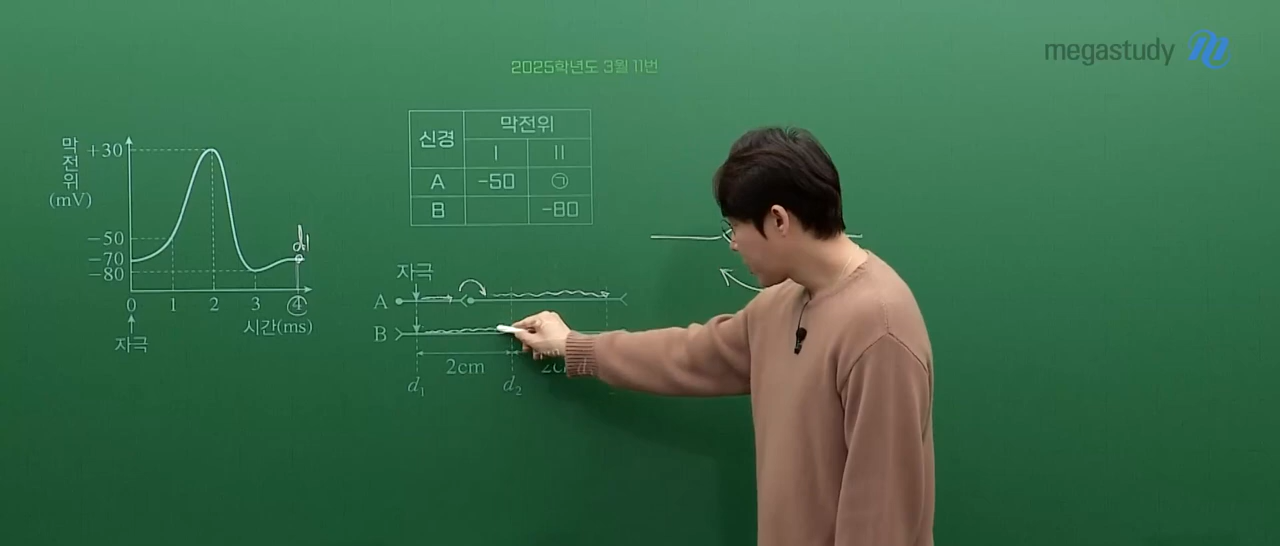 megastudy
2025학년도 3월 11번
막전위
(mV)
+30
-50
-70
-80
0 1 2 3 4
시간(ms)
자극
d1
신경 막전위
I II
A -50 ㉠
B -80
자극
A
B
2cm
d₁ d₂